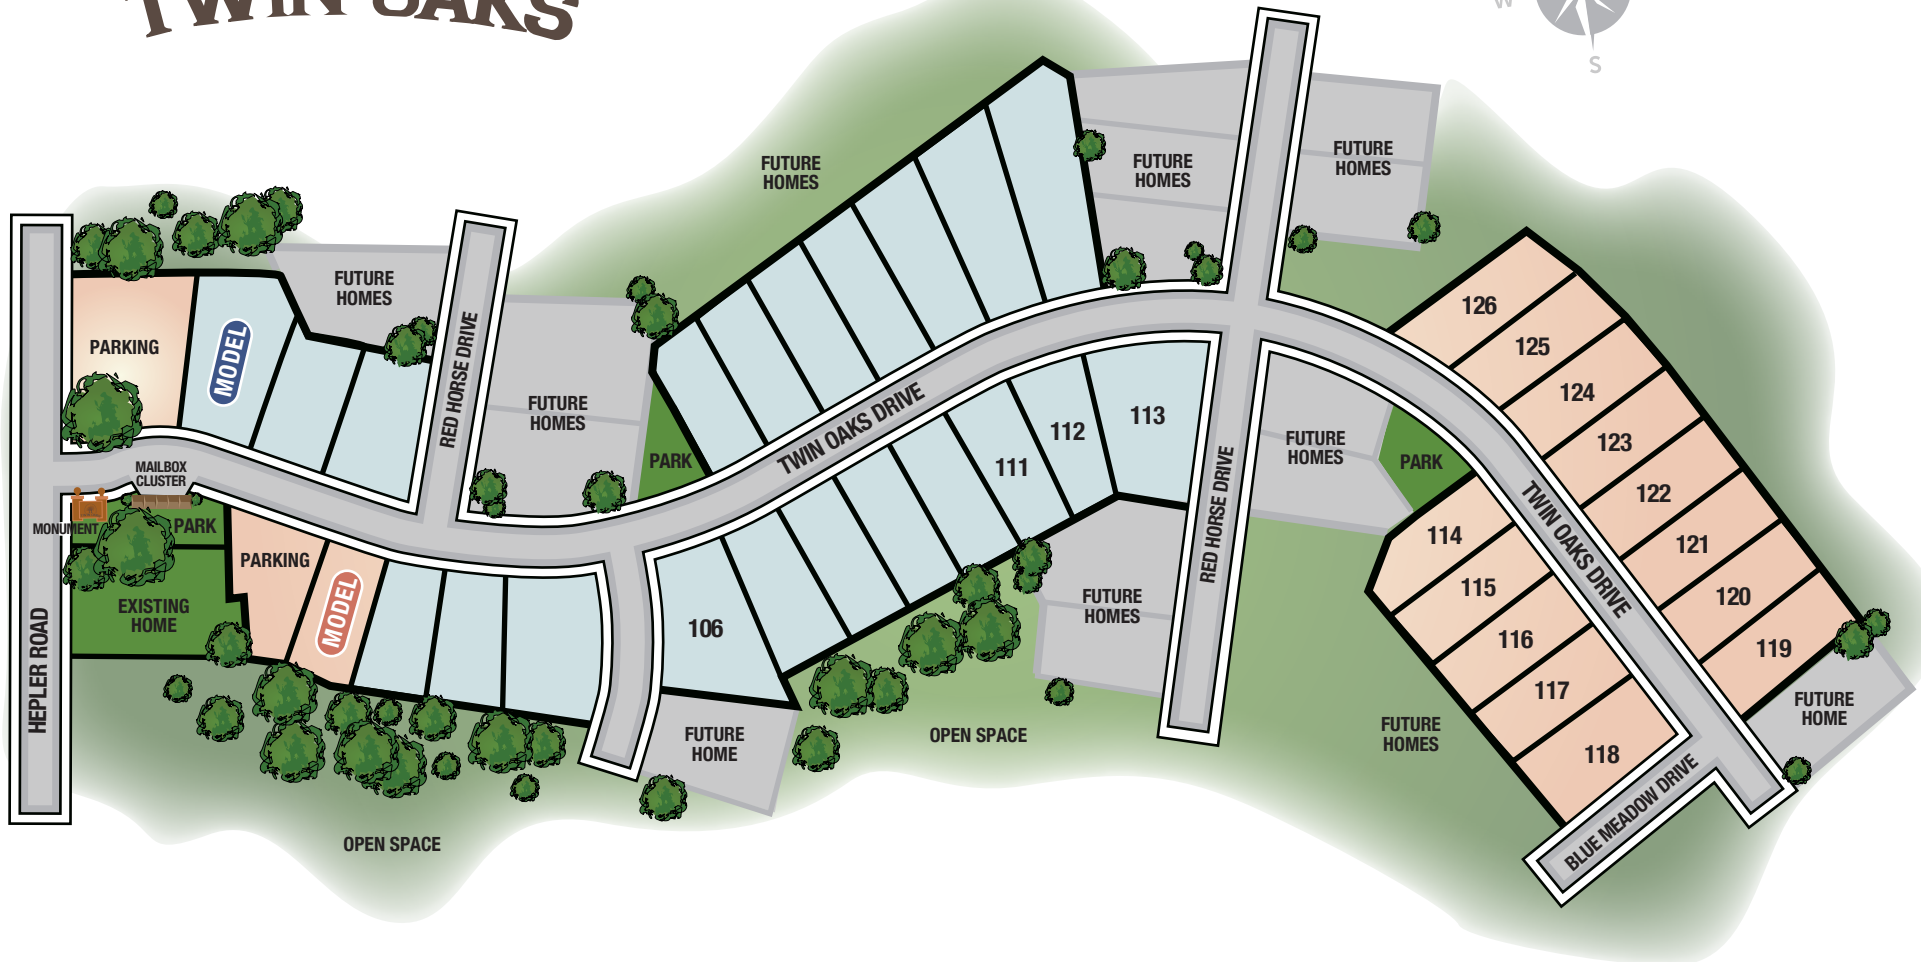 TWIN OAKS
W
S
FUTURE
HOMES
FUTURE
HOMES
FUTURE
HOMES
FUTURE
HOMES
PARKING
MODEL
RED HORSE DRIVE
FUTURE
HOMES
PARK
TWIN OAKS DRIVE
111
112
113
126
125
124
123
122
121
120
119
FUTURE
HOMES
PARK
TWIN OAKS DRIVE
MAILBOX
CLUSTER
MONUMENT
PARK
PARKING
MODEL
EXISTING
HOME
HEPLER ROAD
106
FUTURE
HOME
FUTURE
HOMES
RED HORSE DRIVE
114
115
116
117
118
FUTURE
HOME
FUTURE
HOMES
OPEN SPACE
BLUE MEADOW DRIVE
OPEN SPACE